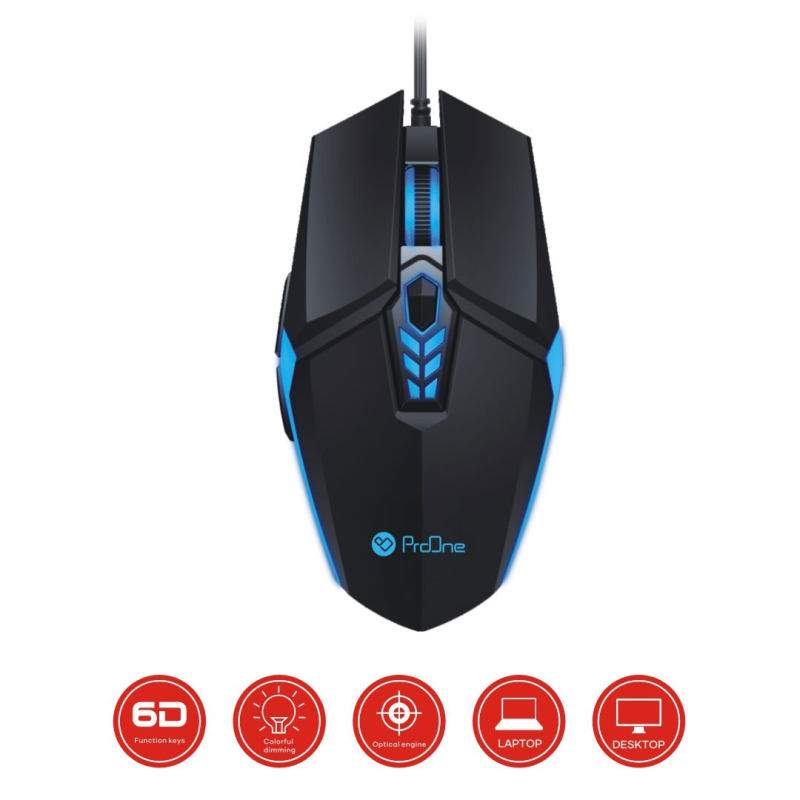 ProOne
6D
Function keys
Colorful
dimming
Optical engine
LAPTOP
DESKTOP